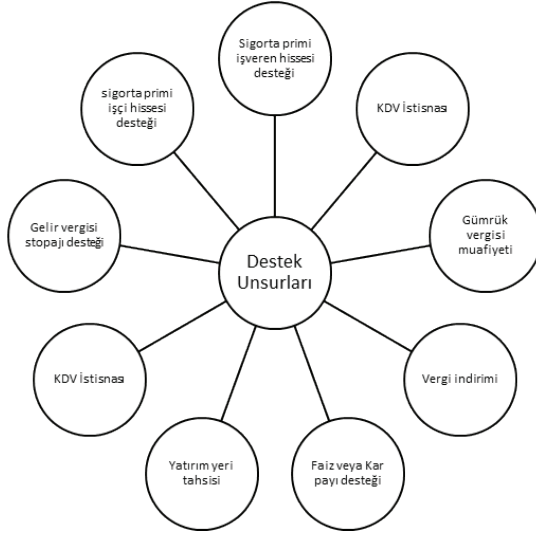 Sigorta primi
işveren hissesi
desteği
KDV İstisnası
Gümrük
vergisi
muafiyeti
Vergi indirimi
Faiz veya Kar
payı desteği
Yatırım yeri
tahsisi
KDV İstisnası
Gelir vergisi
stopajı desteği
sigorta primi
işçi hissesi
desteği
Destek
Unsurları